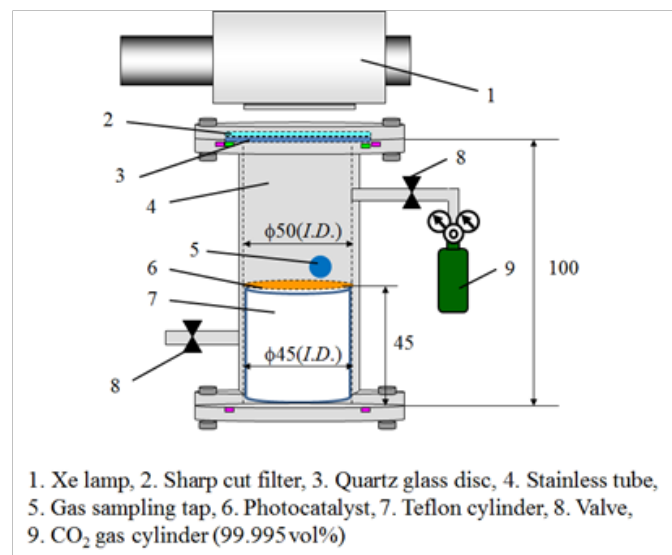 1
2
3
8
4
φ50(I.D.)
5
100
6
9
7
45
φ45(I.D.)
8
1. Xe lamp, 2. Sharp cut filter, 3. Quartz glass disc, 4. Stainless tube,
5. Gas sampling tap, 6. Photocatalyst, 7. Teflon cylinder, 8. Valve,
9. CO₂ gas cylinder (99.995 vol%)